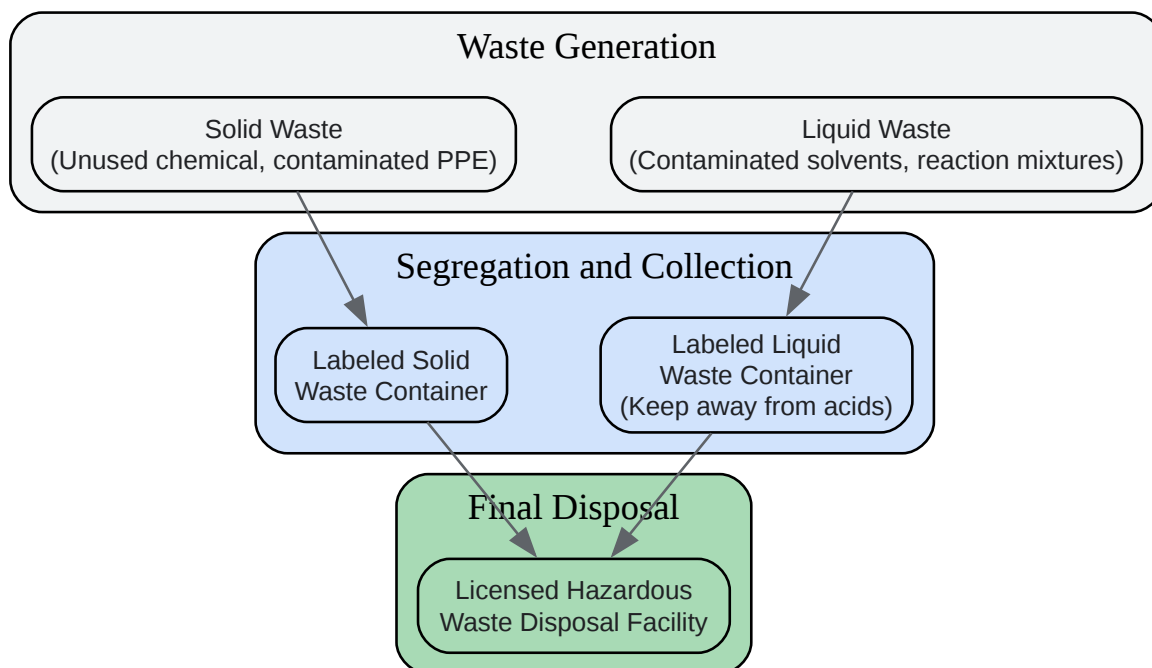 Waste Generation
Solid Waste
(Unused chemical, contaminated PPE)
Liquid Waste
(Contaminated solvents, reaction mixtures)
Segregation and Collection
Labeled Solid
Waste Container
Labeled Liquid
Waste Container
(Keep away from acids)
Final Disposal
Licensed Hazardous
Waste Disposal Facility